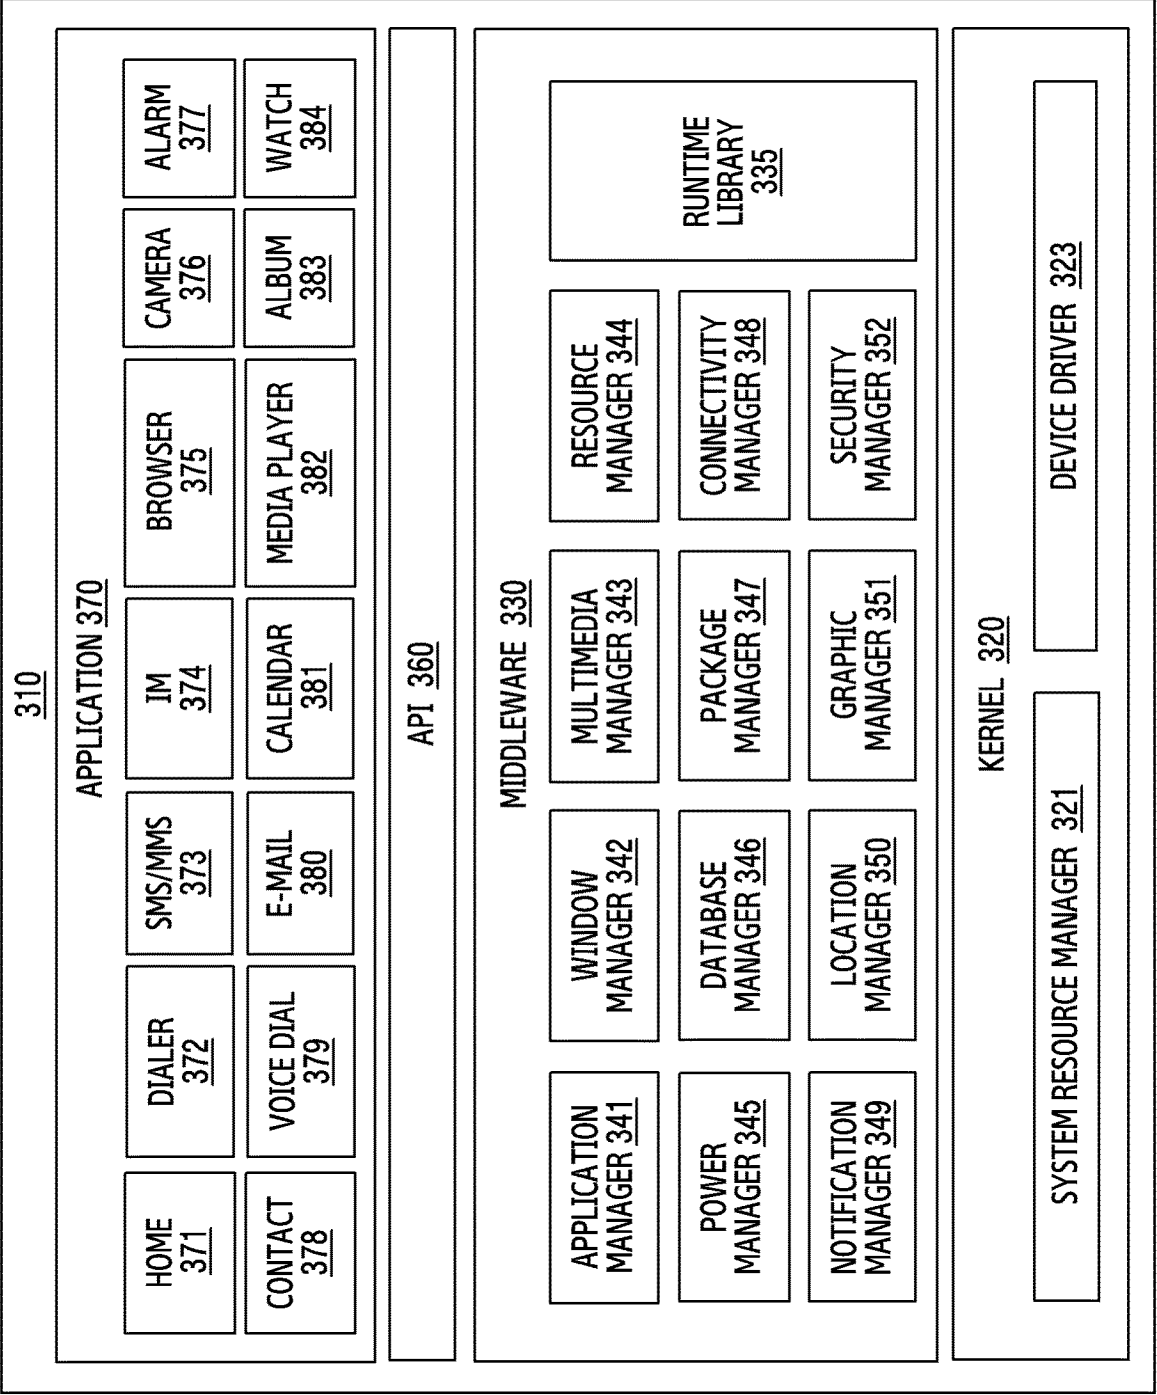 310
APPLICATION 370
HOME
371
DIALER
372
SMS/MMS
373
IM
374
BROWSER
375
CAMERA
376
ALARM
377
CONTACT
378
VOICE DIAL
379
E-MAIL
380
CALENDAR
381
MEDIA PLAYER
382
ALBUM
383
WATCH
384
API 360
MIDDLEWARE 330
APPLICATION
MANAGER 341
WINDOW
MANAGER 342
MULTIMEDIA
MANAGER 343
RESOURCE
MANAGER 344
POWER
MANAGER 345
DATABASE
MANAGER 346
PACKAGE
MANAGER 347
CONNECTIVITY
MANAGER 348
NOTIFICATION
MANAGER 349
LOCATION
MANAGER 350
GRAPHIC
MANAGER 351
SECURITY
MANAGER 352
RUNTIME
LIBRARY
335
KERNEL 320
SYSTEM RESOURCE MANAGER 321
DEVICE DRIVER 323